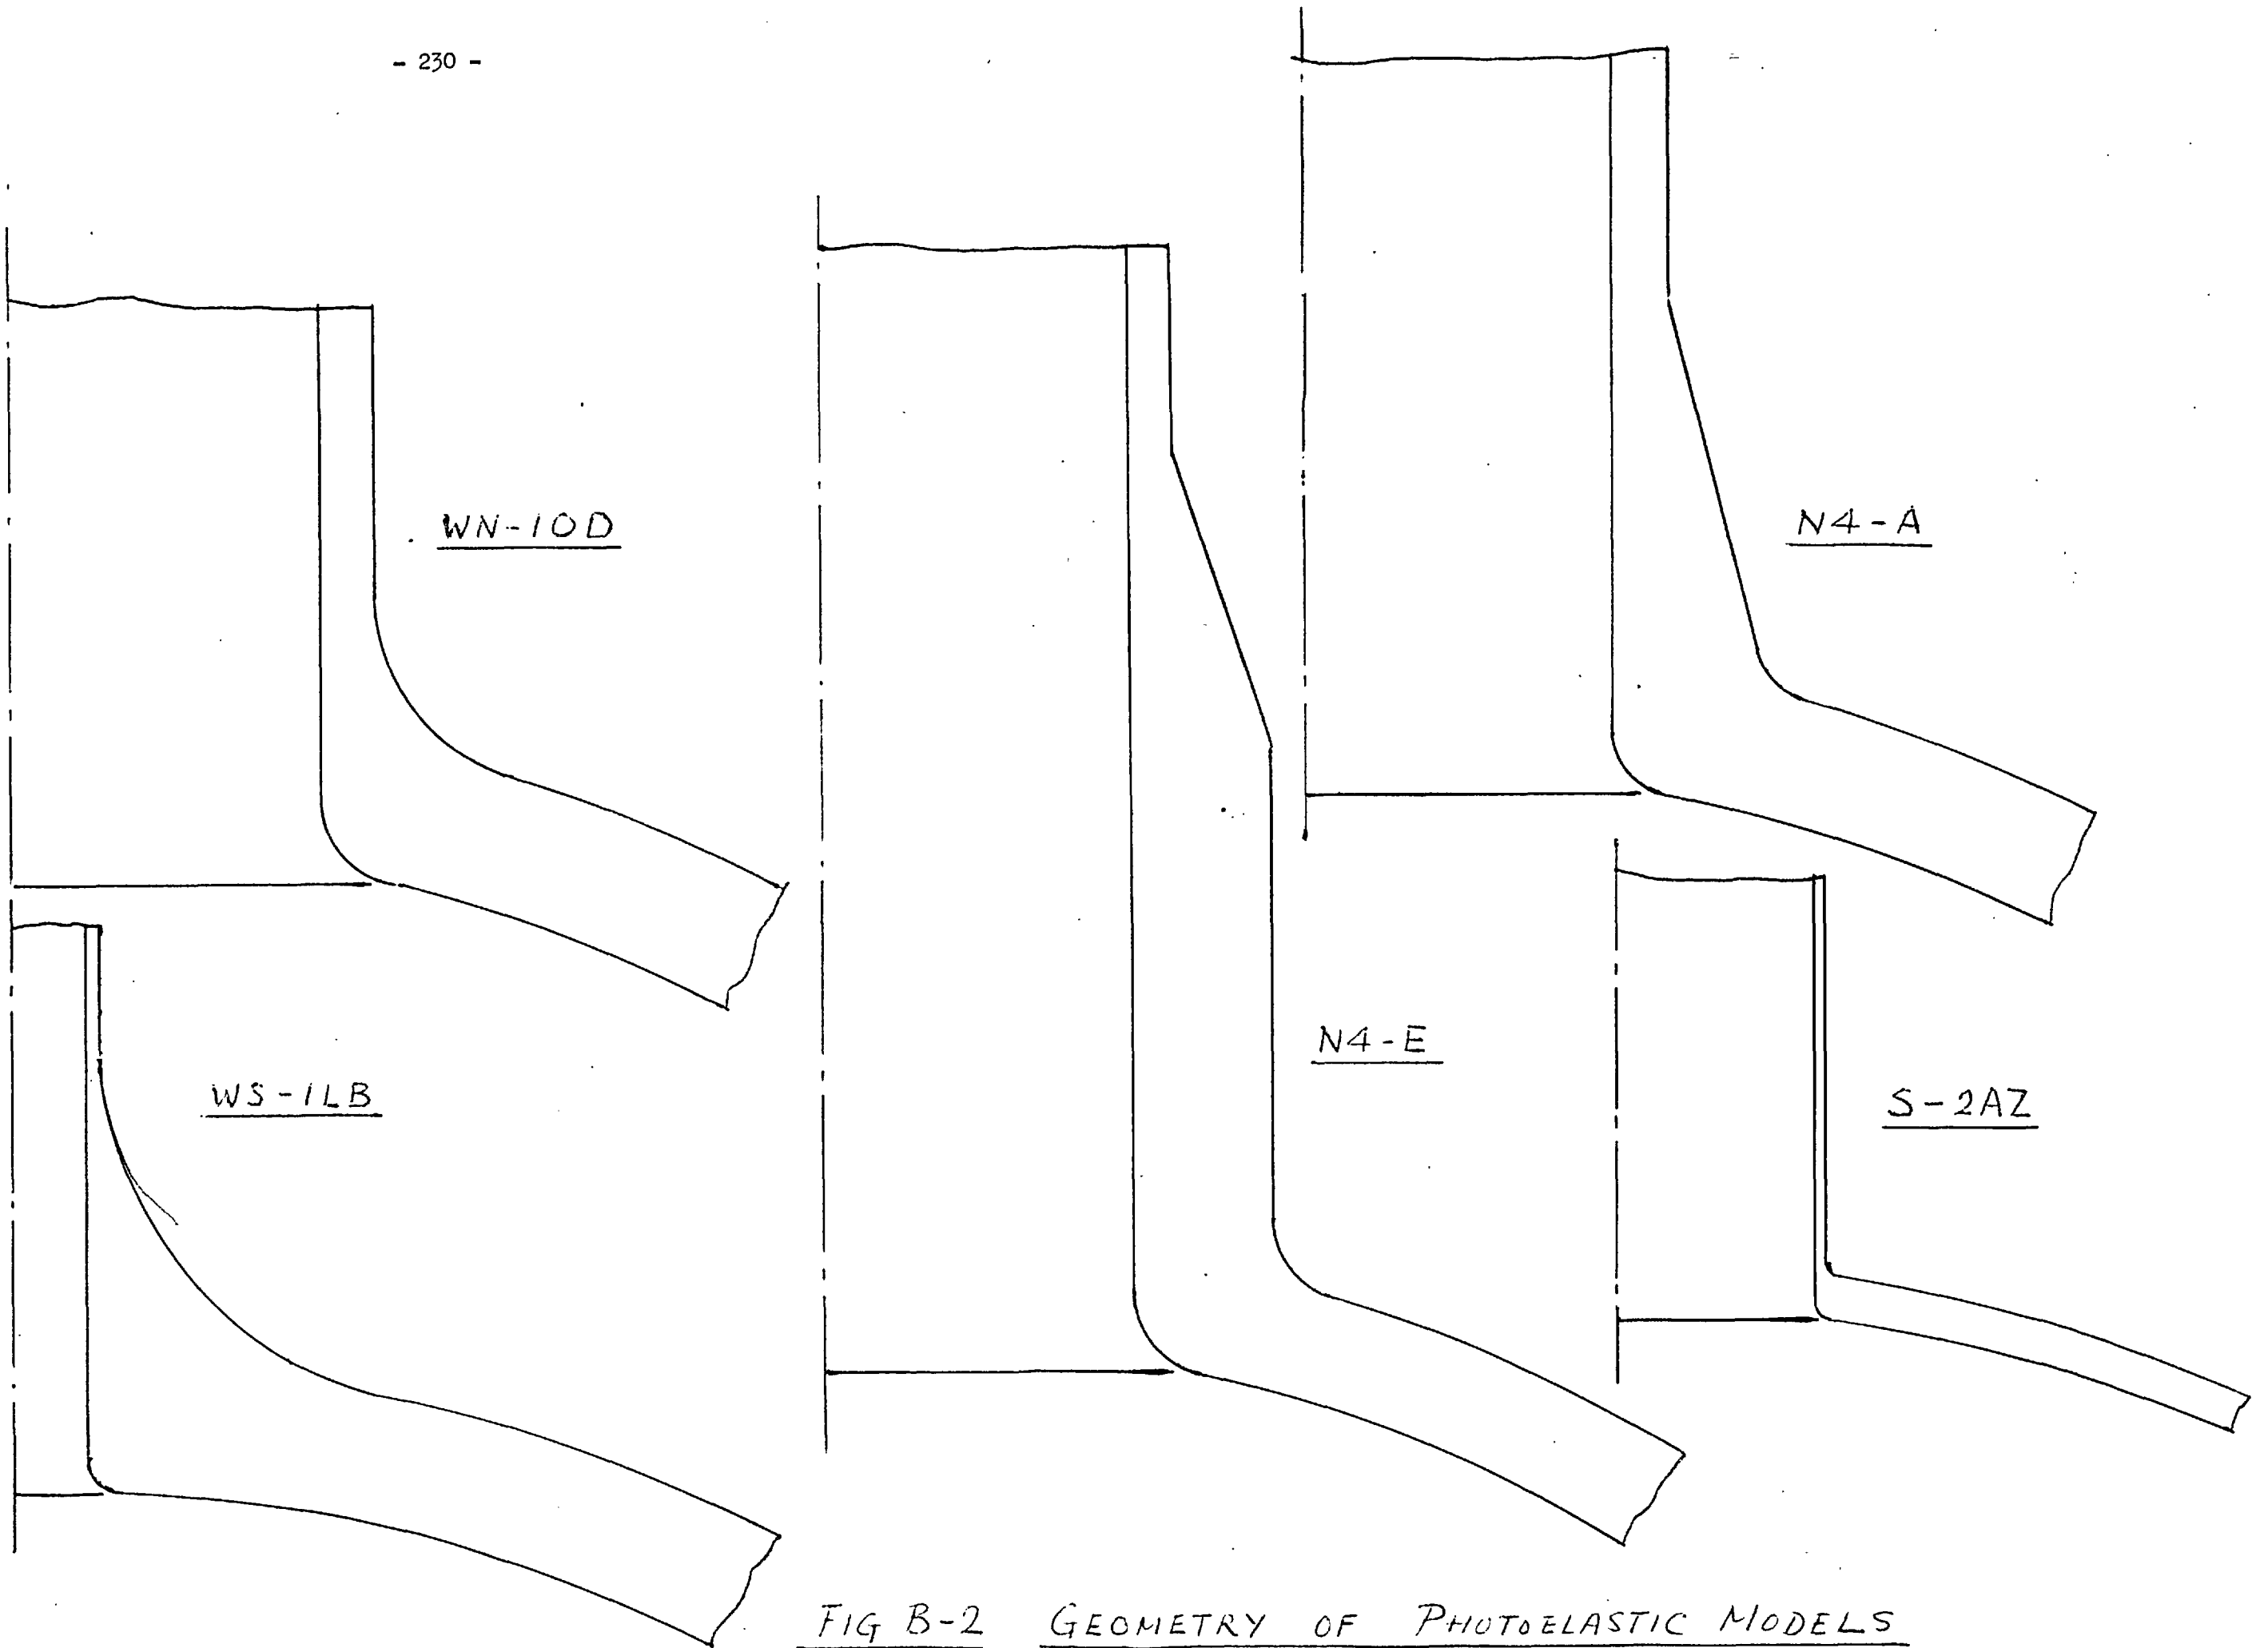 - 230 -
WN-10D
N4-A
N4-E
WS-1LB
S-2AZ
FIG B-2 GEOMETRY OF PHOTOELASTIC MODELS